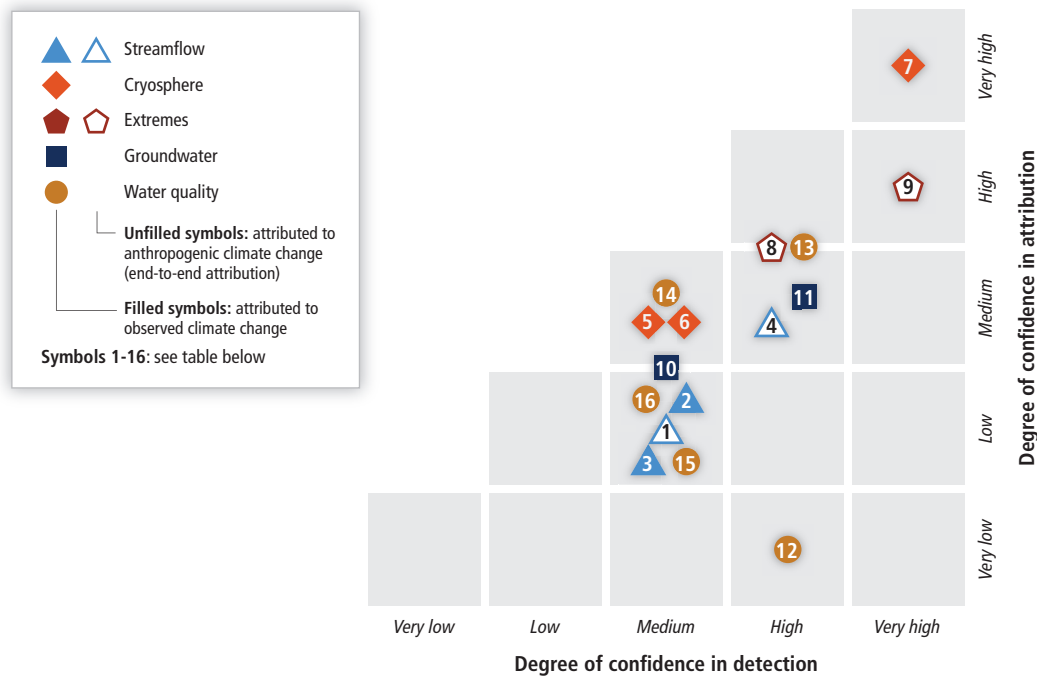 Streamflow
Cryosphere
Extremes
Groundwater
Water quality
Unfilled symbols: attributed to
anthropogenic climate change
(end-to-end attribution)
Filled symbols: attributed to
observed climate change
Symbols 1-16: see table below
7
9
8
13
14
11
5
6
4
10
16
2
1
3
15
12
Very high
High
Medium
Low
Very low
Degree of confidence in attribution
Very low
Low
Medium
High
Very high
Degree of confidence in detection